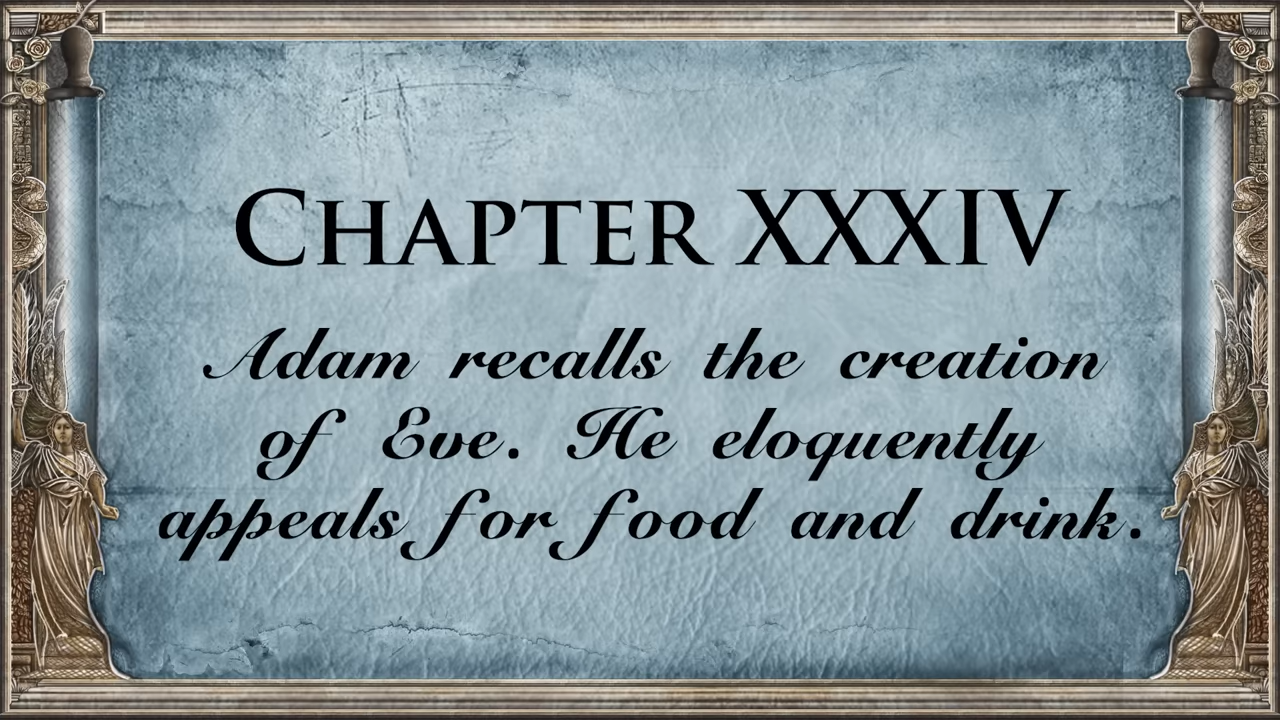 Chapter XXXIV
Adam recalls the creation
of Eve. He eloquently
appeals for food and drink.